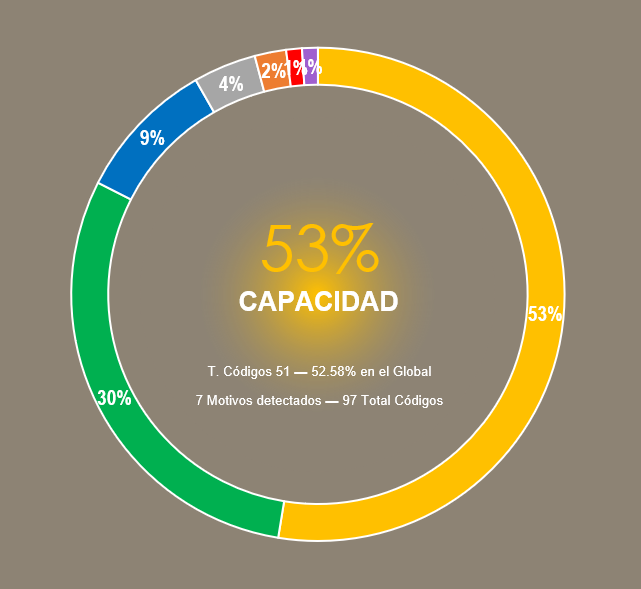 4%
2%
1%
1%
9%
53%
CAPACIDAD
53%
T. Códigos 51 — 52.58% en el Global
30%
7 Motivos detectados — 97 Total Códigos